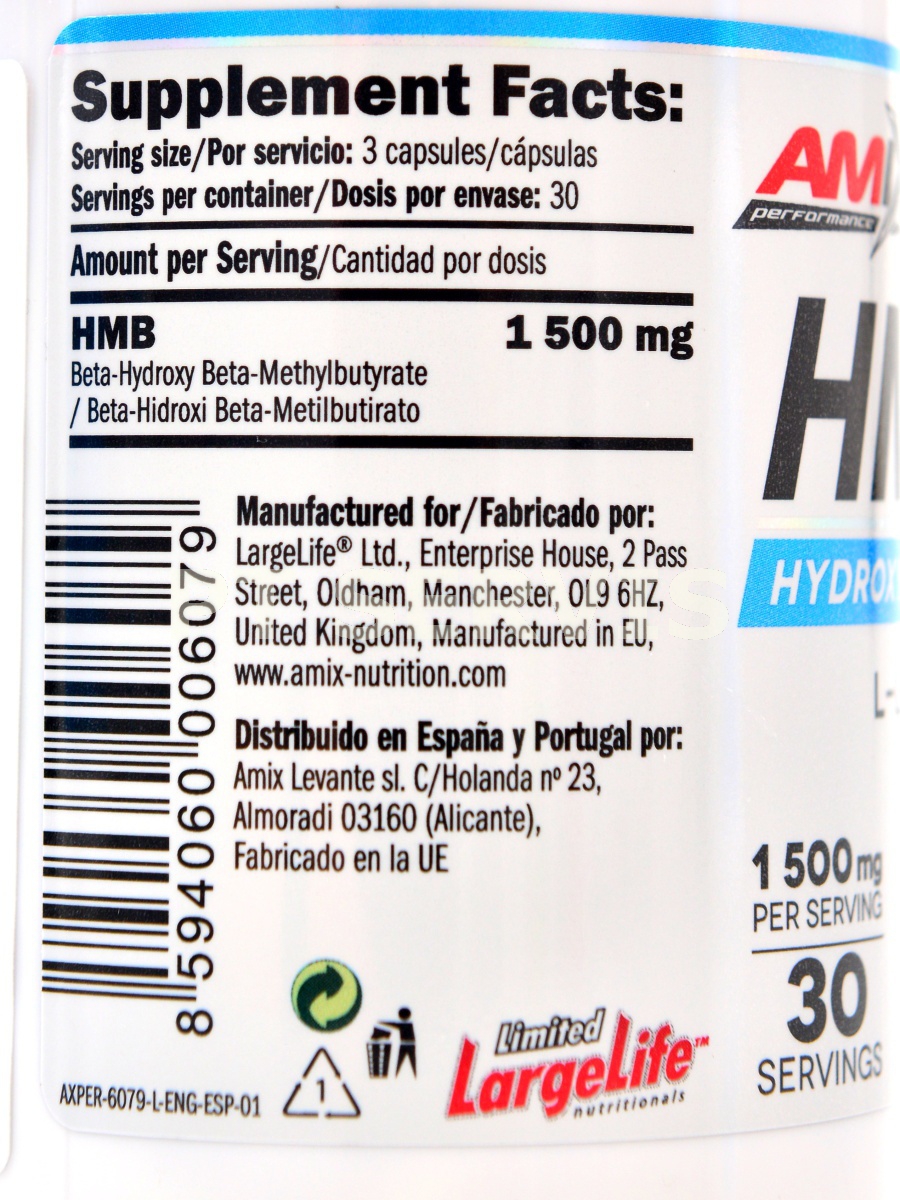 Supplement Facts:
Serving size/Por servicio: 3 capsules/cápsulas
Servings per container/Dosis por envase: 30
Amount per Serving/Cantidad por dosis
HMB 1 500 mg
Beta-Hydroxy Beta-Methylbutyrate
/ Beta-Hidroxi Beta-Metilbutirato
Manufactured for/Fabricado por:
LargeLife® Ltd., Enterprise House, 2 Pass
Street, Oldham, Manchester, OL9 6HZ,
United Kingdom, Manufactured in EU,
www.amix-nutrition.com
Distribuido en España y Portugal por:
Amix Levante sl. C/Holanda nº 23,
Almoradi 03160 (Alicante),
Fabricado en la UE
8 594060 006079
1
AXPER-6079-L-ENG-ESP-01
Limited
LargeLife™
nutritionals
performance
1 500 mg
PER SERVING
30
SERVINGS